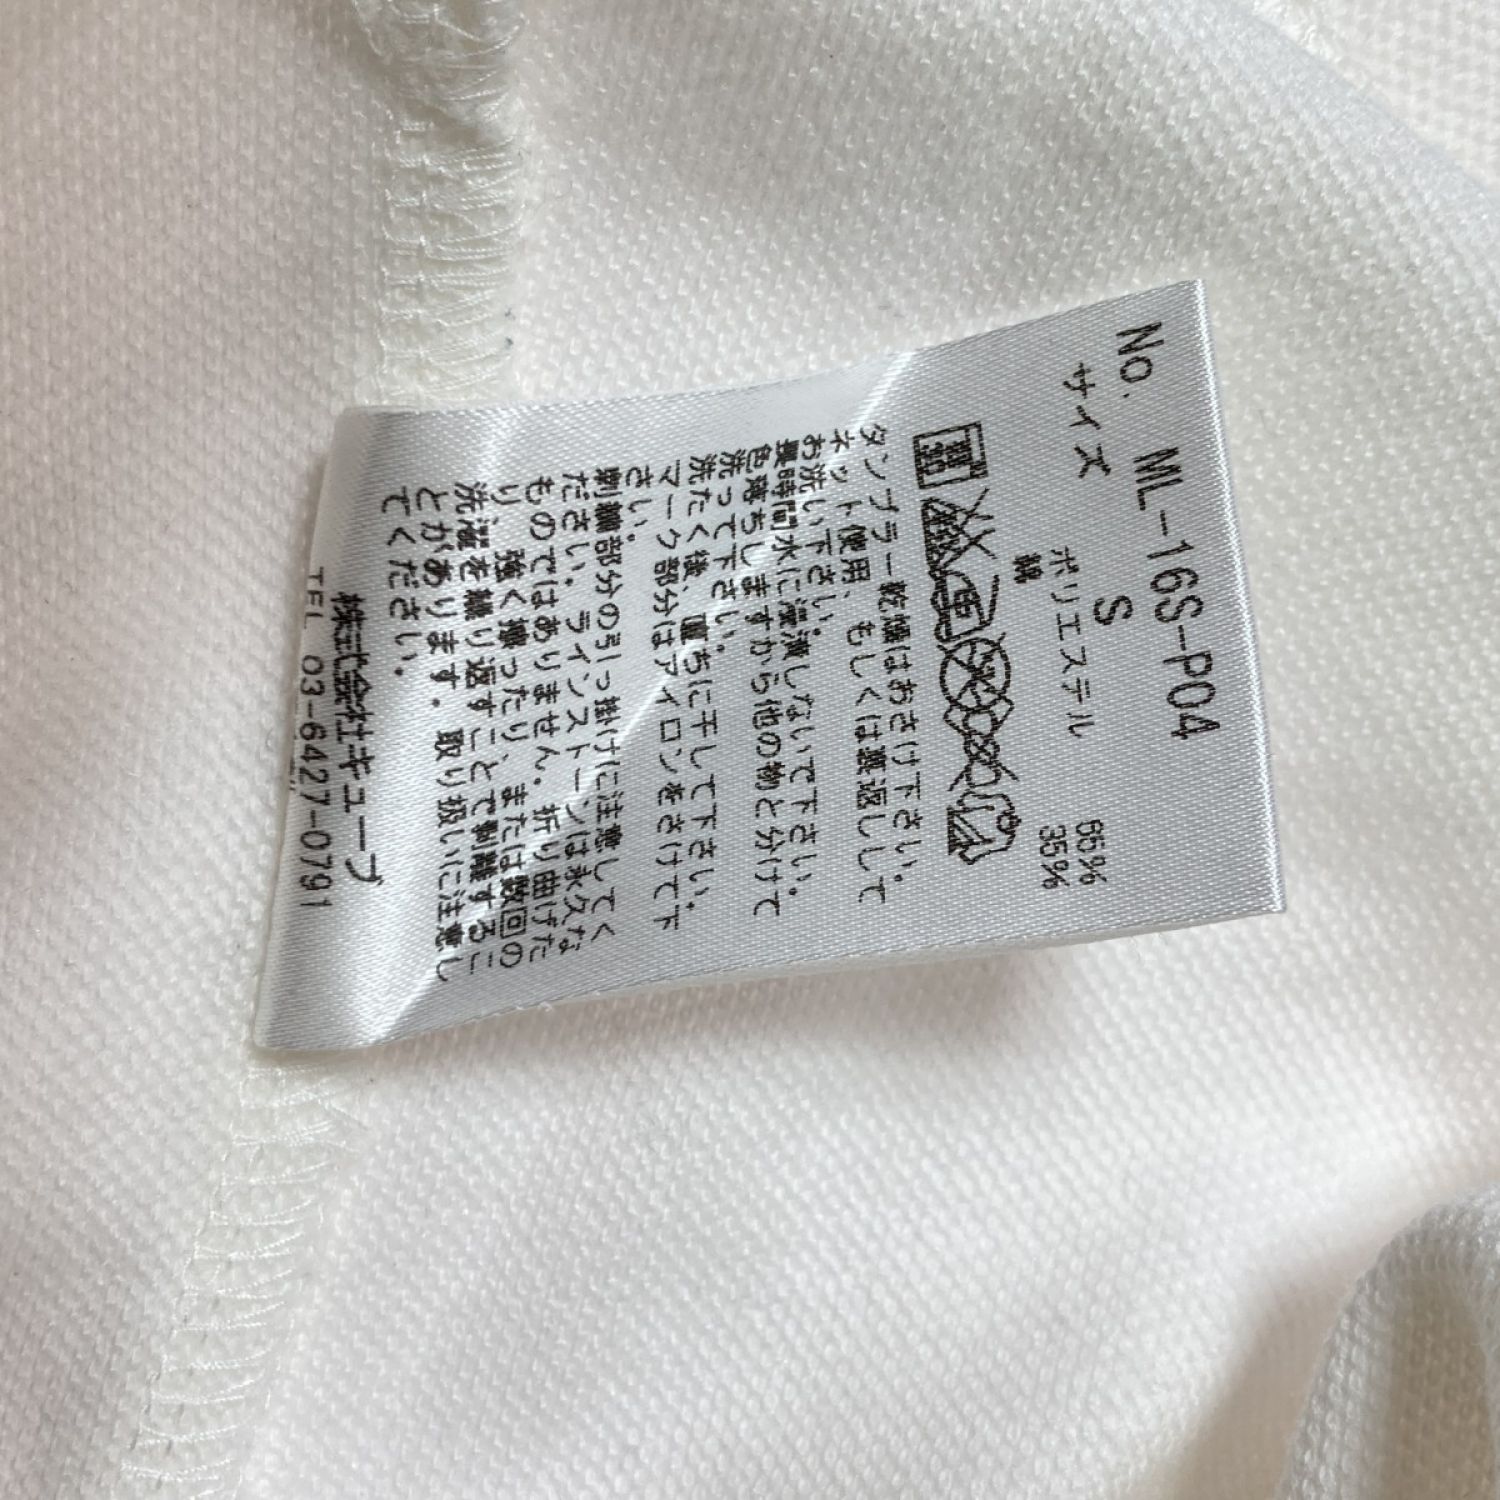 No. ML-16S-P04
サイズ S
ポリエステル 65%
綿 35%
タンブラー乾燥はおさけ下さい。
ネット使用、もしくは裏返しして
お洗い下さい。
長時間水に浸漬しないで下さい。
色落ちしますから他の物と分けて
洗って下さい。
洗たく後、直ちに干して下さい。
マーク部分はアイロンをさけて下
さい。
刺繍部分の引っ掛けに注意してく
ださい。ラインストーンは永久な
ものではありません。折り曲げた
り、強く擦ったり、または数回の
洗濯を繰り返すことで剥離するこ
とがあります。取り扱いに注意し
てください。
株式会社キューブ
TEL 03-6427-0791